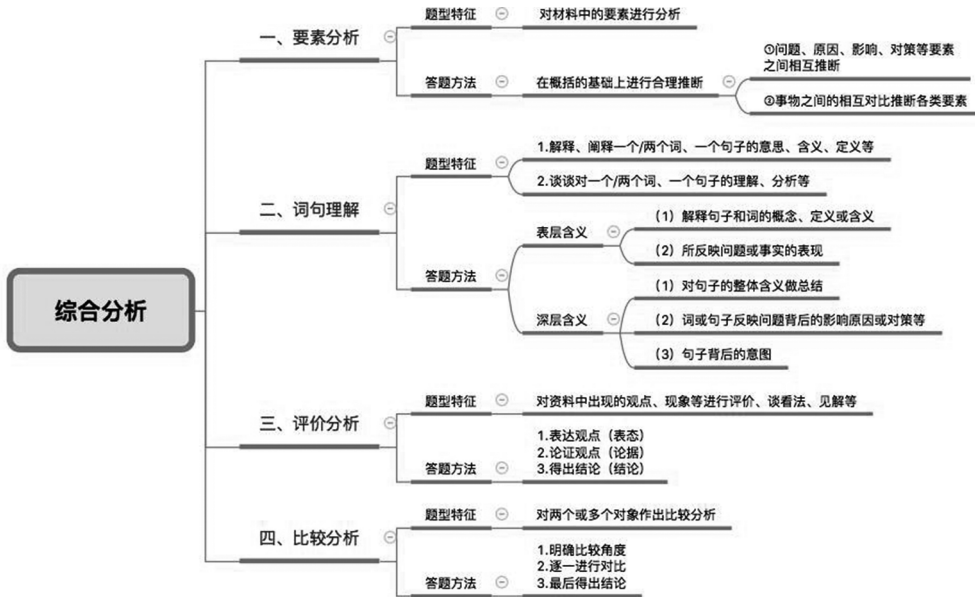 综合分析
一、要素分析
题型特征
对材料中的要素进行分析
答题方法
在概括的基础上进行合理推断
①问题、原因、影响、对策等要素
之间相互推断
②事物之间的相互对比推断各类要素
二、词句理解
题型特征
1.解释、阐释一个/两个词、一个句子的意思、含义、定义等
2.谈谈对一个/两个词、一个句子的理解、分析等
答题方法
表层含义
(1)解释句子和词的概念、定义或含义
(2)所反映问题或事实的表现
深层含义
(1)对句子的整体含义做总结
(2)词或句子反映问题背后的影响原因或对策等
(3)句子背后的意图
三、评价分析
题型特征
对资料中出现的观点、现象等进行评价、谈看法、见解等
答题方法
1.表达观点(表态)
2.论证观点(论据)
3.得出结论(结论)
四、比较分析
题型特征
对两个或多个对象作出比较分析
答题方法
1.明确比较角度
2.逐一进行对比
3.最后得出结论